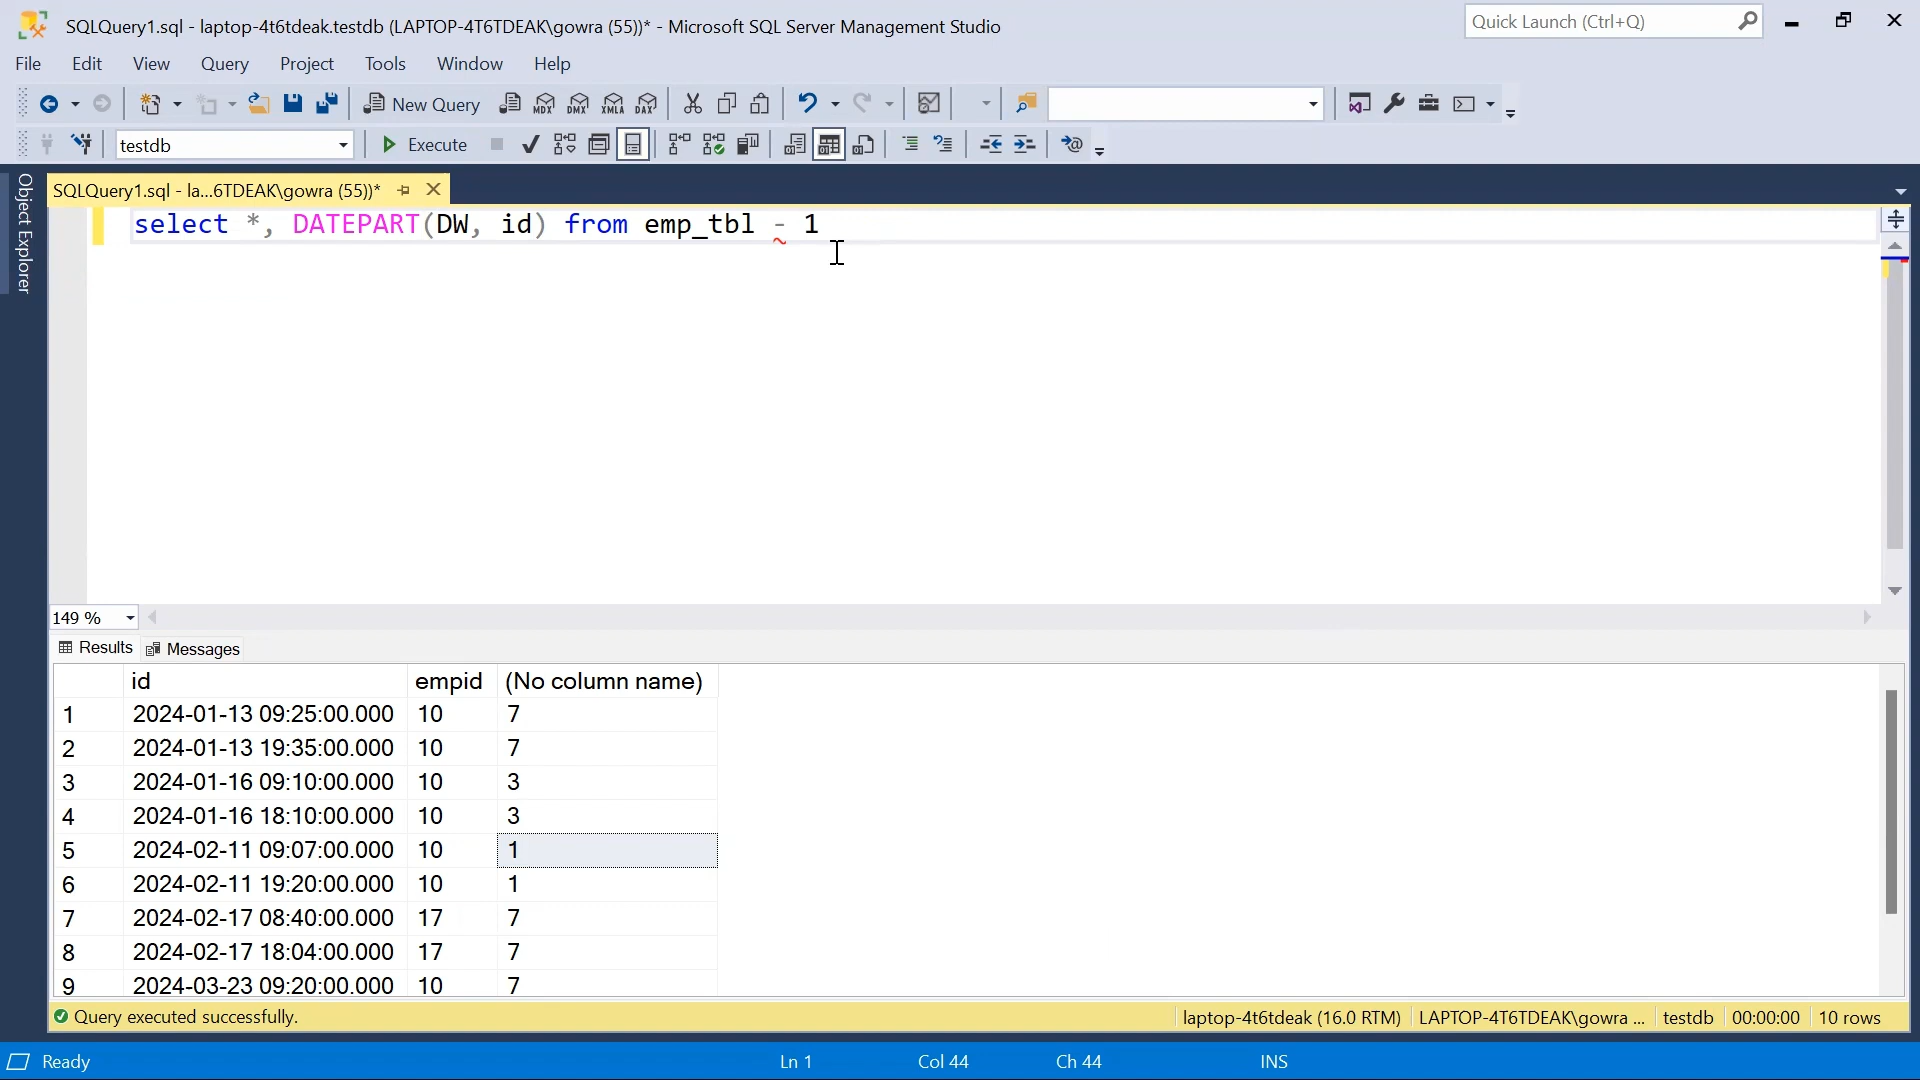 SQLQuery1.sql - laptop-4t6tdeak.testdb (LAPTOP-4T6TDEAK\gowra (55))* - Microsoft SQL Server Management Studio
Quick Launch (Ctrl+Q)
File Edit View Query Project Tools Window Help
New Query MDX DMX XMLA DAX
testdb Execute
Object Explorer
SQLQuery1.sql - la...6TDEAK\gowra (55))*
select *, DATEPART(DW, id) from emp_tbl - 1
149 %
Results Messages
id empid (No column name)
1 2024-01-13 09:25:00.000 10 7
2 2024-01-13 19:35:00.000 10 7
3 2024-01-16 09:10:00.000 10 3
4 2024-01-16 18:10:00.000 10 3
5 2024-02-11 09:07:00.000 10 1
6 2024-02-11 19:20:00.000 10 1
7 2024-02-17 08:40:00.000 17 7
8 2024-02-17 18:04:00.000 17 7
9 2024-03-23 09:20:00.000 10 7
Query executed successfully. laptop-4t6tdeak (16.0 RTM) LAPTOP-4T6TDEAK\gowra ... testdb 00:00:00 10 rows
Ready Ln 1 Col 44 Ch 44 INS